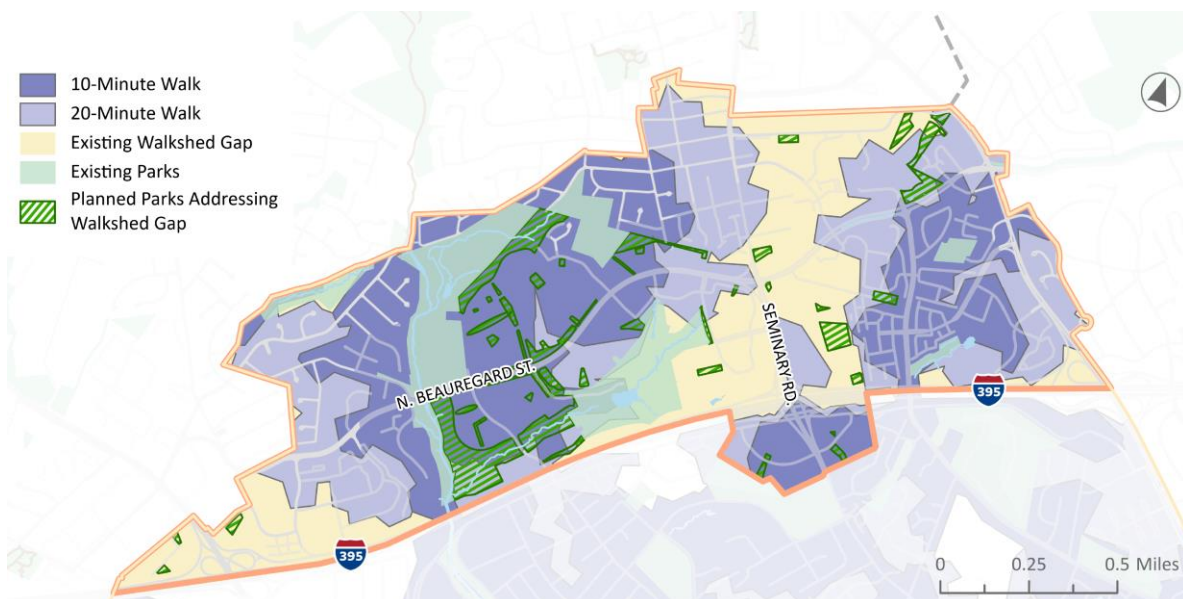 10-Minute Walk
20-Minute Walk
Existing Walkshed Gap
Existing Parks
Planned Parks Addressing
Walkshed Gap
N. BEAUREGARD ST.
SEMINARY RD.
395
395
0 0.25 0.5 Miles